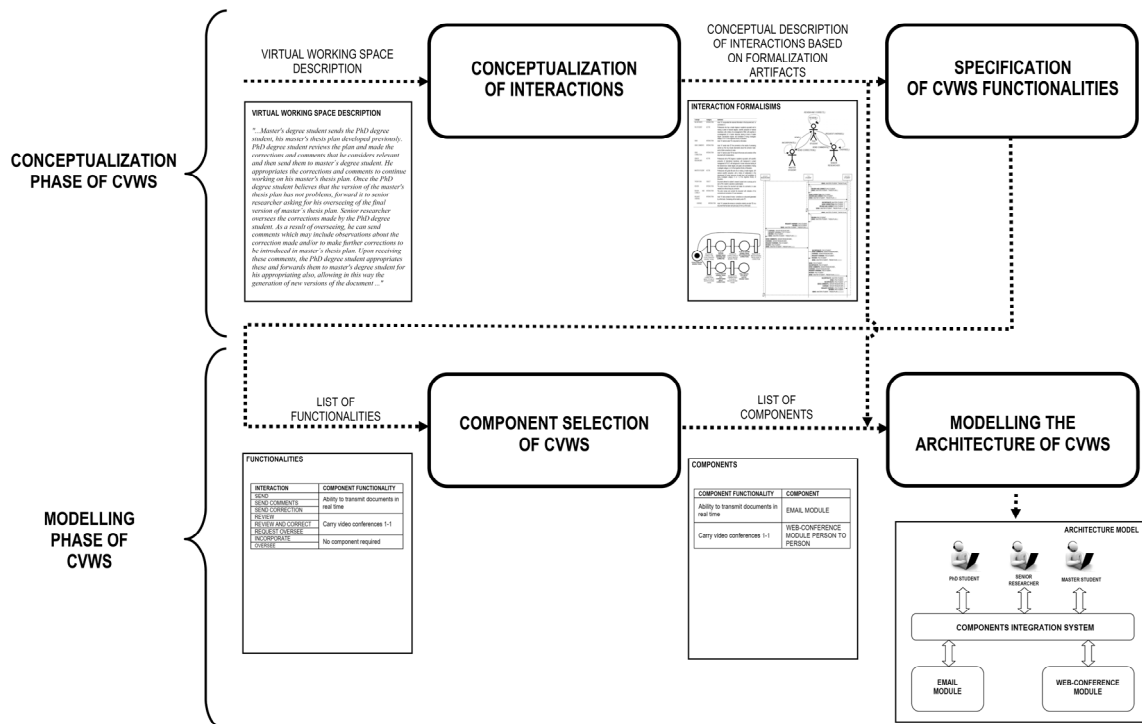 VIRTUAL WORKING SPACE
DESCRIPTION
CONCEPTUALIZATION
OF INTERACTIONS
CONCEPTUAL DESCRIPTION
OF INTERACTIONS BASED
ON FORMALIZATION
ARTIFACTS
SPECIFICATION
OF CVWS FUNCTIONALITIES
CONCEPTUALIZATION
PHASE OF CVWS
VIRTUAL WORKING SPACE DESCRIPTION
"...Master's degree student sends the PhD degree
student, his master's thesis plan developed previously.
PhD degree student reviews the plan and made the
corrections and comments that he considers relevant
and then send them to master's degree student. He
appropriates the corrections and comments to continue
working on his master's thesis plan. Once the PhD
degree student believes that the version of the master's
thesis plan has not problems, forward it to senior
researcher asking for his overseeing of the final
version of master's thesis plan. Senior researcher
oversees the corrections made by the PhD degree
student. As a result of overseeing, he can send
comments which may include observations about the
correction made and/or to make further corrections to
be introduced in master's thesis plan. Upon receiving
these comments, the PhD degree student appropriates
these and forwards them to master's degree student for
his appropriating also, allowing in this way the
generation of new versions of the document ..."
INTERACTION FORMALISIMS
MODELLING
PHASE OF
CVWS
LIST OF
FUNCTIONALITIES
COMPONENT SELECTION
OF CVWS
LIST OF
COMPONENTS
MODELLING THE
ARCHITECTURE OF CVWS
FUNCTIONALITIES
INTERACTION COMPONENT FUNCTIONALITY
SEND
SEND COMMENTS
SEND CORRECTION
Ability to transmit documents in
real time
REVIEW
REVIEW AND CORRECT
REQUEST OVERSEE
Carry video conferences 1-1
INCORPORATE
OVERSEE
No component required
COMPONENTS
COMPONENT FUNCTIONALITY COMPONENT
Ability to transmit documents in
real time
EMAIL MODULE
Carry video conferences 1-1
WEB-CONFERENCE
MODULE PERSON TO
PERSON
ARCHITECTURE MODEL
PhD STUDENT
SENIOR
RESEARCHER
MASTER STUDENT
COMPONENTS INTEGRATION SYSTEM
EMAIL
MODULE
WEB-CONFERENCE
MODULE